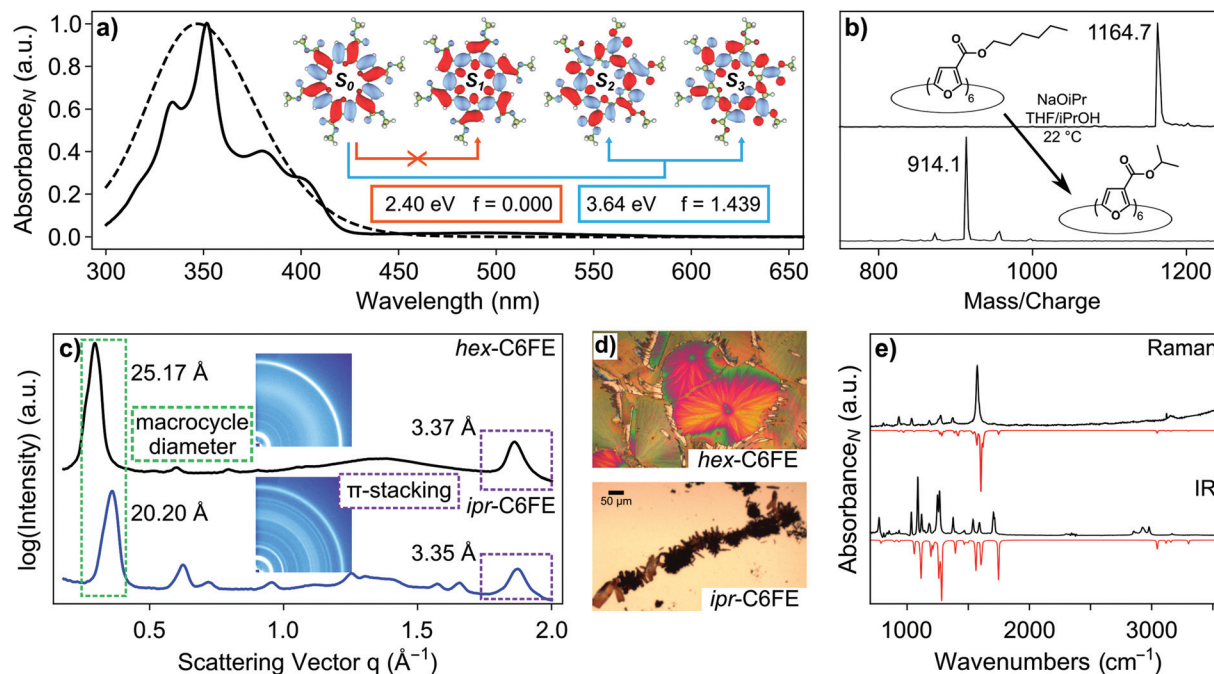 a)
Absorbance_N (a.u.)
1.0
0.8
0.6
0.4
0.2
0.0
S₀
S₁
S₂
S₃
2.40 eV f = 0.000
3.64 eV f = 1.439
300
350
400
450
500
550
600
650
Wavelength (nm)
b)
1164.7
O
O
O
6
NaOiPr
THF/iPrOH
22 °C
914.1
O
O
O
6
800
1000
1200
Mass/Charge
c)
log(Intensity) (a.u.)
hex-C6FE
25.17 Å
macrocycle
diameter
3.37 Å
π-stacking
ipr-C6FE
20.20 Å
3.35 Å
0.5
1.0
1.5
2.0
Scattering Vector q (Å⁻¹)
d)
hex-C6FE
50 µm
ipr-C6FE
e)
Absorbance_N (a.u.)
Raman
IR
1000
2000
3000
Wavenumbers (cm⁻¹)